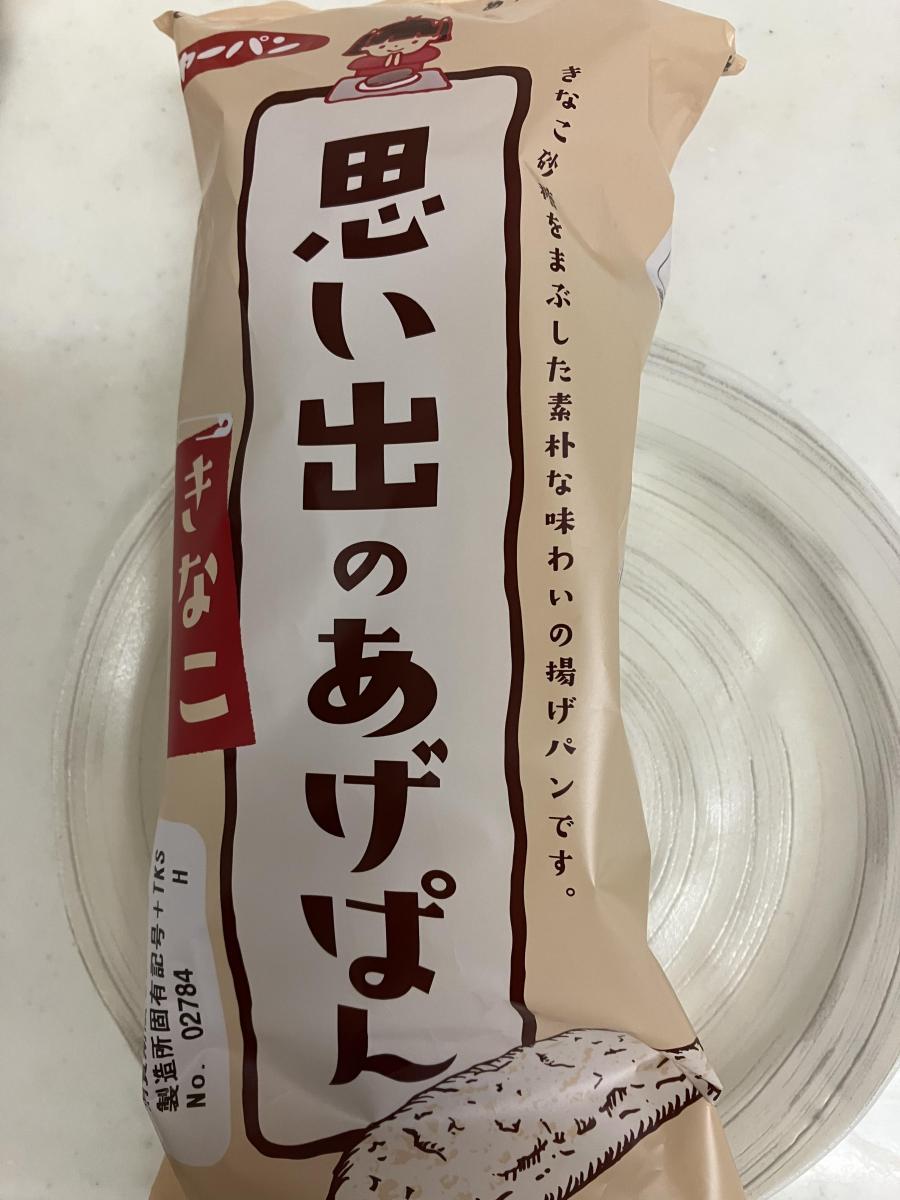 ヤーパン
思い出のあげぱん
きなこ
きなこ砂糖をまぶした素朴な味わいの揚げパンです。
製造所固有記号+TKS
H
No. 02784